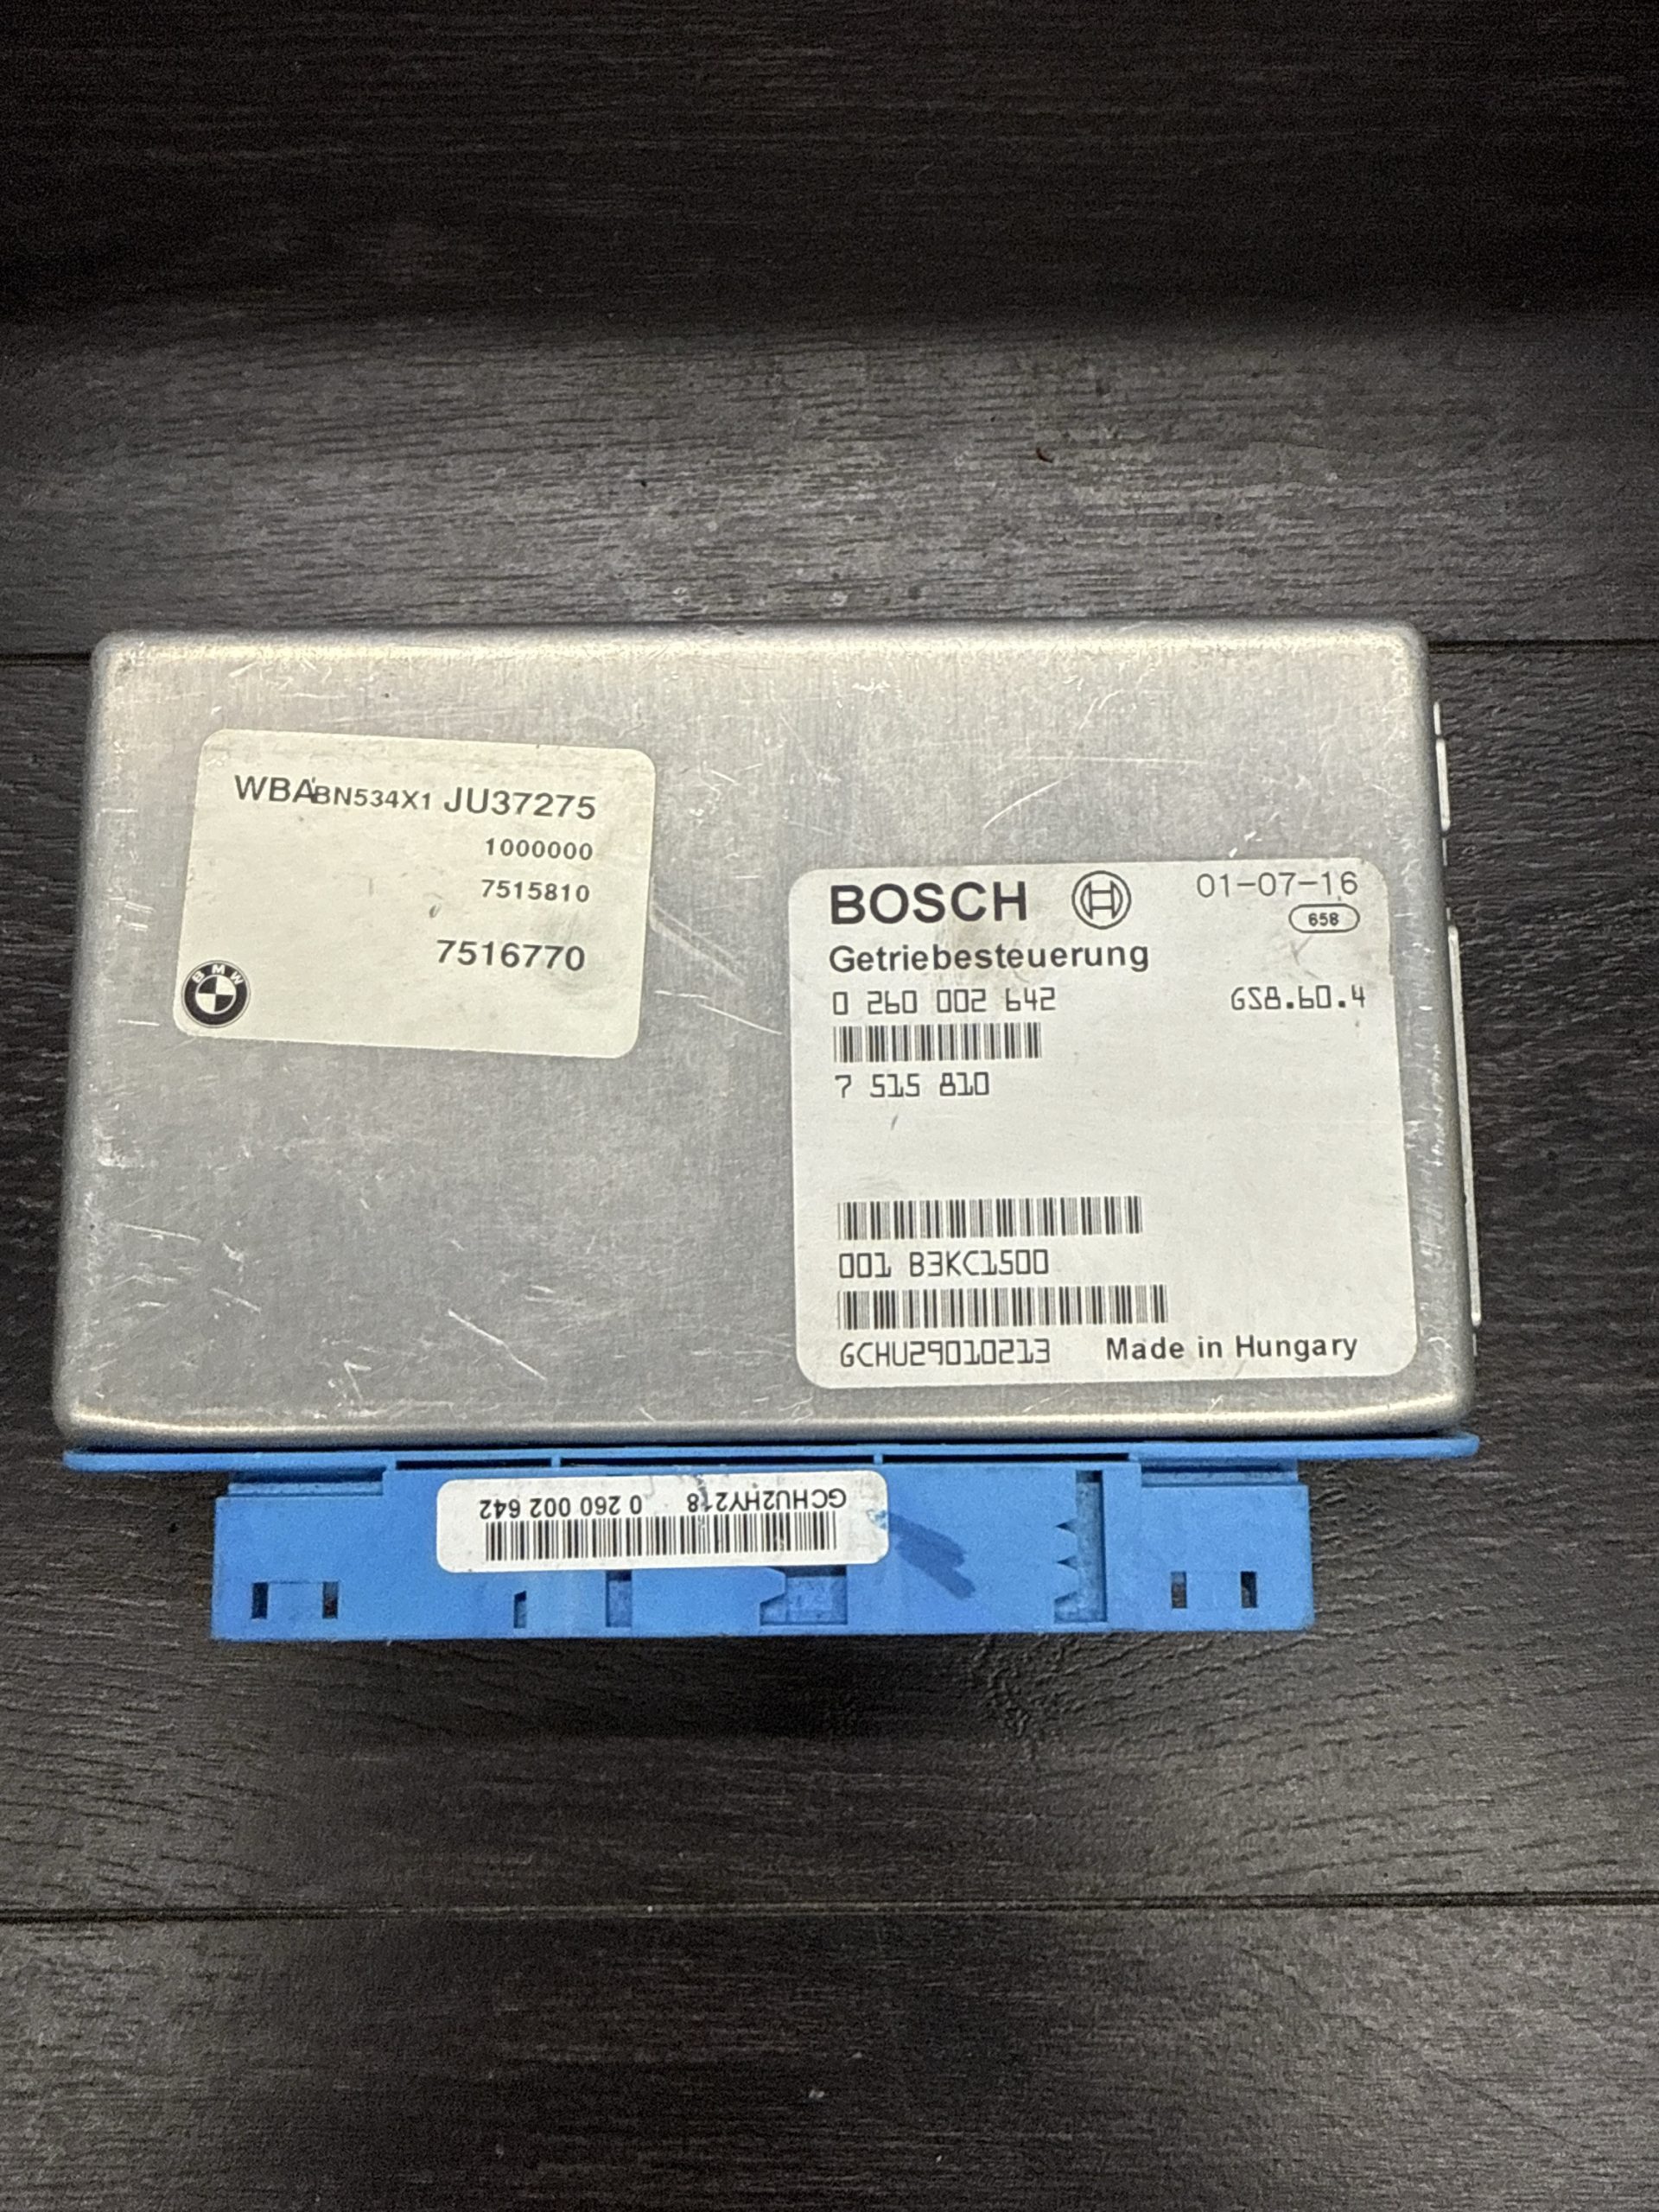 WBABN534X1 JU37275
1000000
7515810
7516770
BMW
BOSCH 01-07-16
658
Getriebesteuerung
0 260 002 642 GS8.60.4
7 515 810
001 B3KC1500
GCHU29010213 Made in Hungary
GCHU2HY218 0 260 002 642